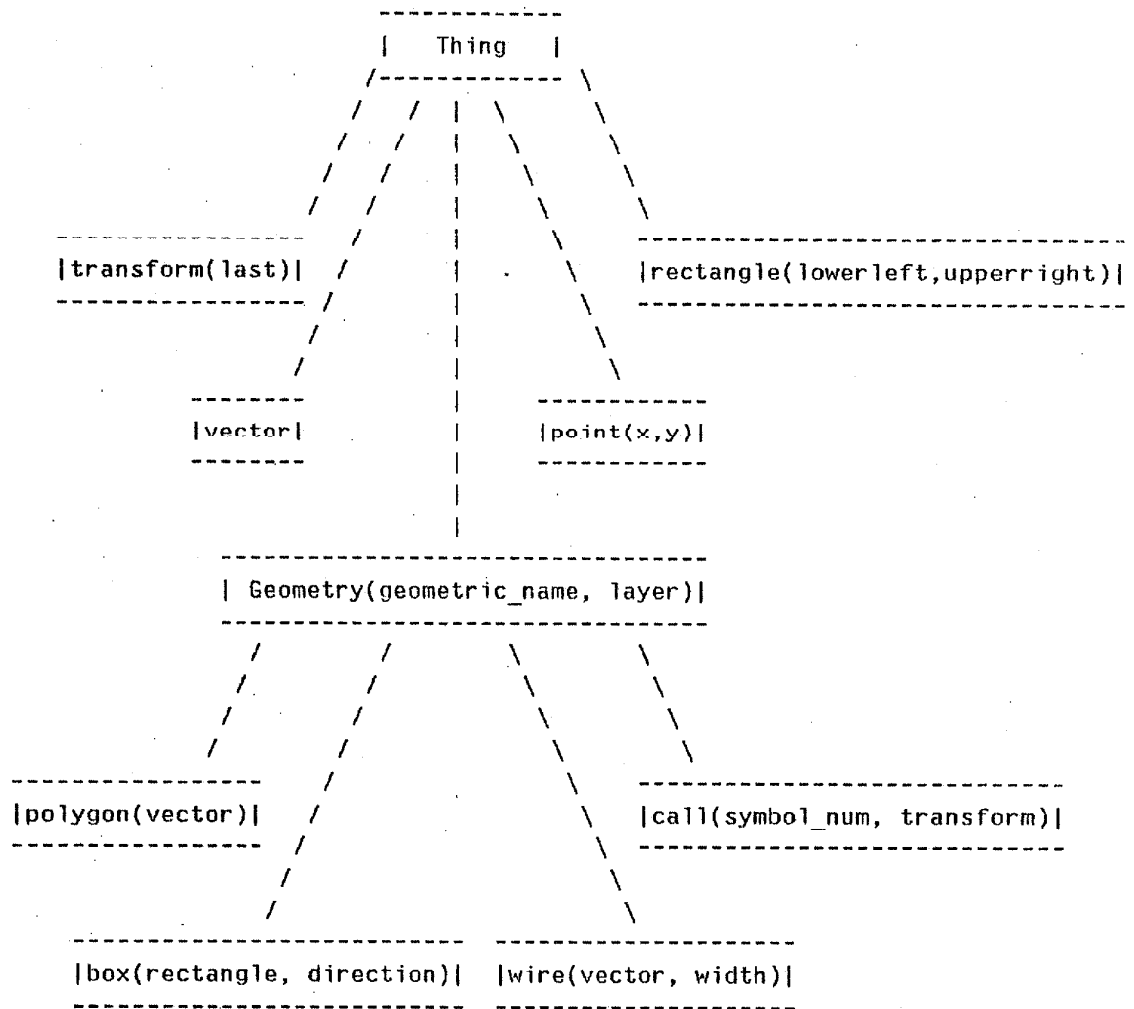 | Thing |
|transform(last)| |rectangle(lowerleft,upperright)|
|vector| |point(x,y)|
| Geometry(geometric_name, layer)|
|polygon(vector)| |call(symbol_num, transform)|
|box(rectangle, direction)| |wire(vector, width)|